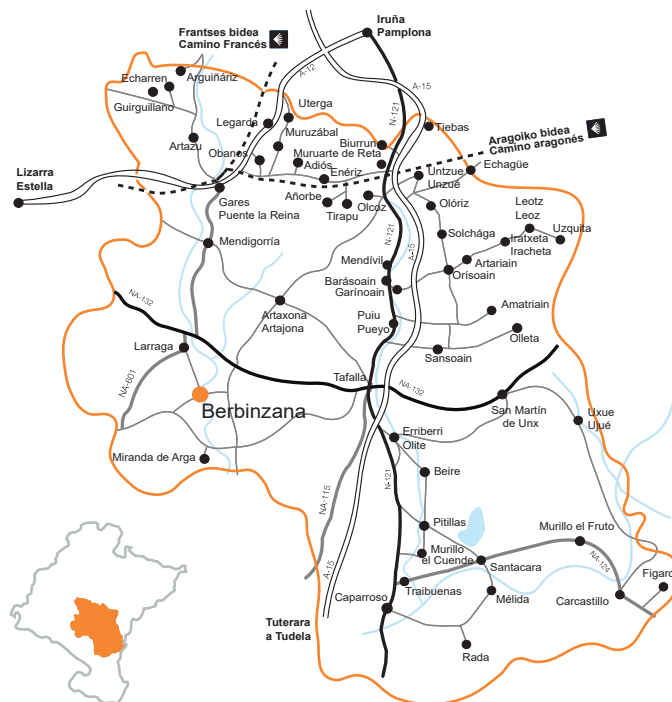 Iruña
Pamplona
Frantses bidea
Camino Francés
A-12
A-15
N-121
Echarren
Arguiñáriz
Guirguillano
Uterga
Legarda
Muruzábal
Artazu
Obanos
Muruarte de Reta
Adiós
Enériz
Biurrun
Tiebas
Aragoiko bidea
Camino aragonés
Untzue
Unzué
Echagüe
Lizarra
Estella
Gares
Puente la Reina
Añorbe
Tirapu
Olcoz
Olóriz
Leotz
Leoz
Uzquita
Mendigorría
N-121
A-15
Solchága
Iratxeta
Iracheta
Artariain
Orísoain
Mendívil
Barásoain
Garínoain
NA-132
Artaxona
Artajona
Amatriain
Puiu
Pueyo
Olleta
Larraga
Sansoain
NA-601
Tafalla
NA-132
Berbinzana
San Martín
de Unx
Uxue
Ujué
Erriberri
Olite
Miranda de Arga
Beire
N-121
NA-115
Pitillas
Murillo el Fruto
Murillo
el Cuende
Santacara
NA-124
A-15
Traibuenas
Figarol
Caparroso
Mélida
Carcastillo
Tuterara
a Tudela
Rada